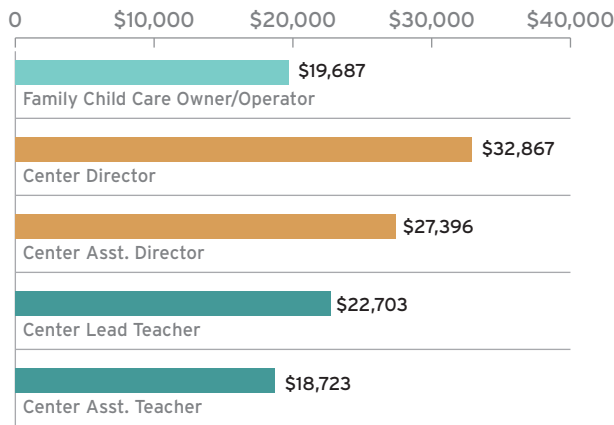 0 $10,000 $20,000 $30,000 $40,000
$19,687
Family Child Care Owner/Operator
$32,867
Center Director
$27,396
Center Asst. Director
$22,703
Center Lead Teacher
$18,723
Center Asst. Teacher